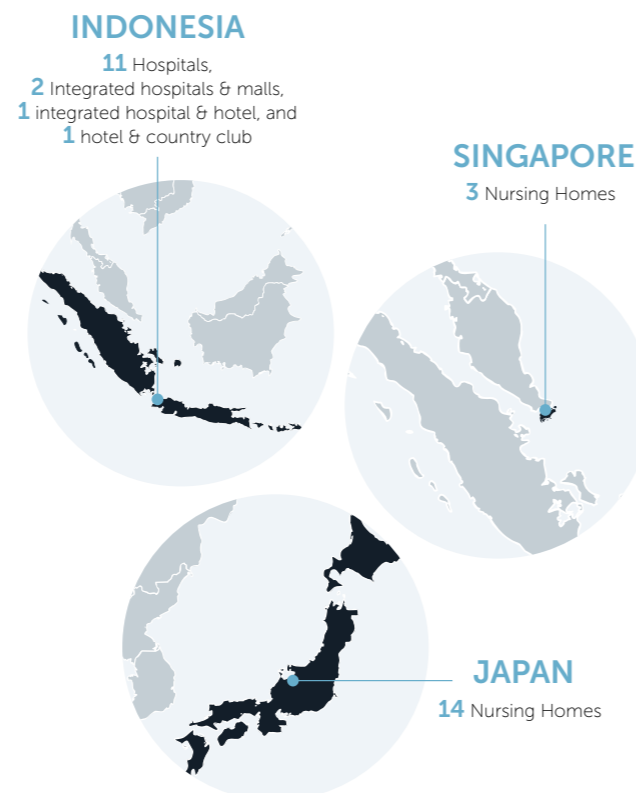 INDONESIA
11 Hospitals,
2 Integrated hospitals & malls,
1 integrated hospital & hotel, and
1 hotel & country club
SINGAPORE
3 Nursing Homes
JAPAN
14 Nursing Homes